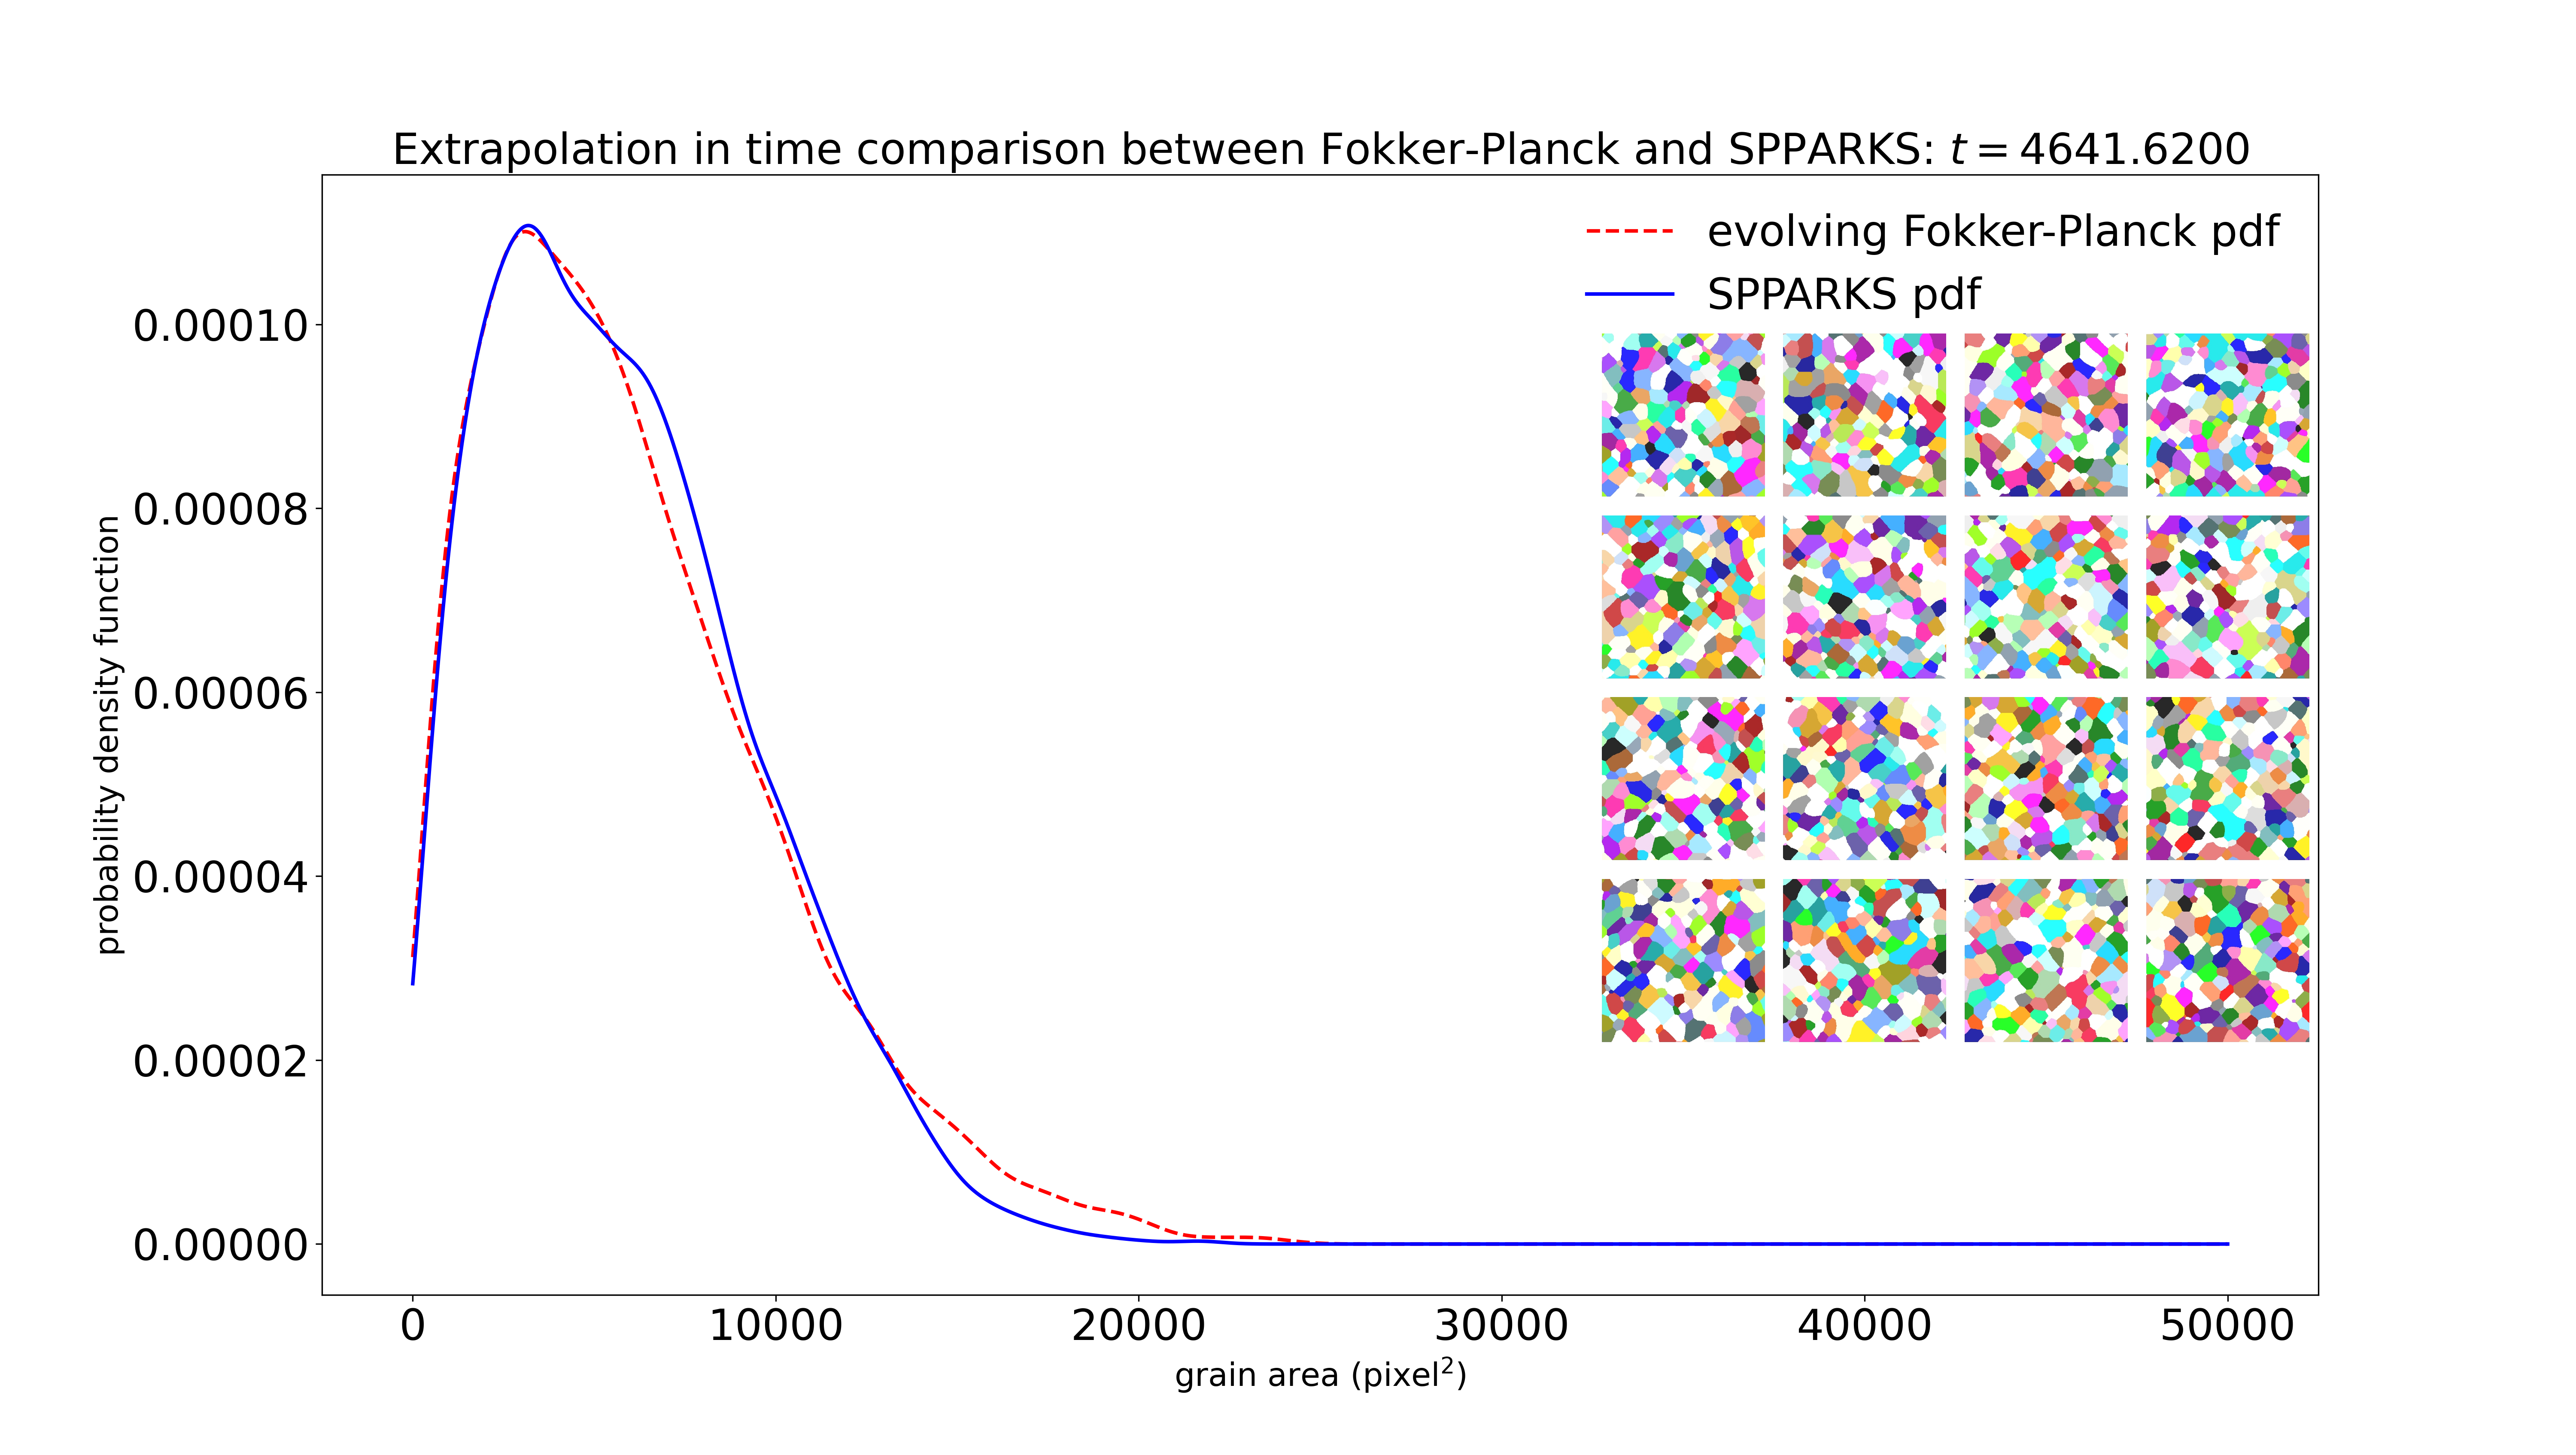 Extrapolation in time comparison between Fokker-Planck and SPPARKS: t = 4641.6200
evolving Fokker-Planck pdf
SPPARKS pdf
probability density function
0.00010
0.00008
0.00006
0.00004
0.00002
0.00000
0 10000 20000 30000 40000 50000
grain area (pixel²)